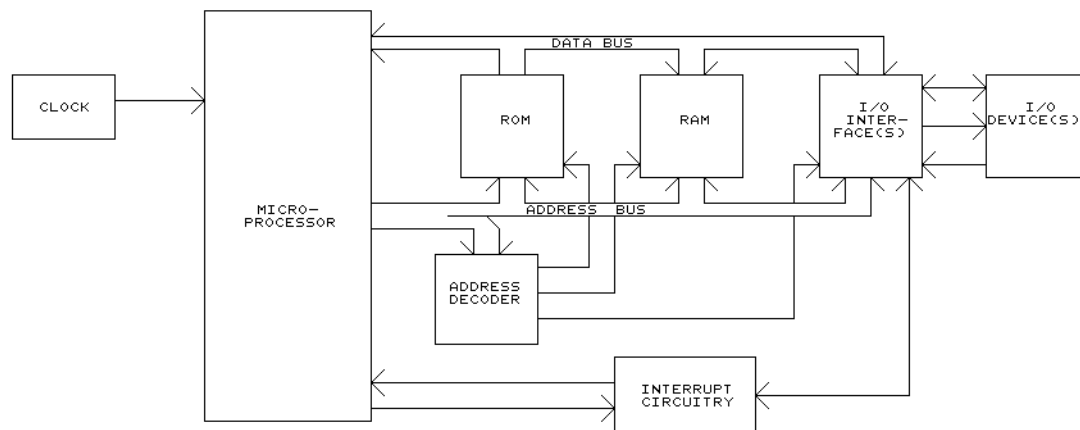 DATA BUS
CLOCK
ROM
RAM
I/O
INTER-
FACE(S)
I/O
DEVICE(S)
MICRO-
PROCESSOR
ADDRESS BUS
ADDRESS
DECODER
INTERRUPT
CIRCUITRY